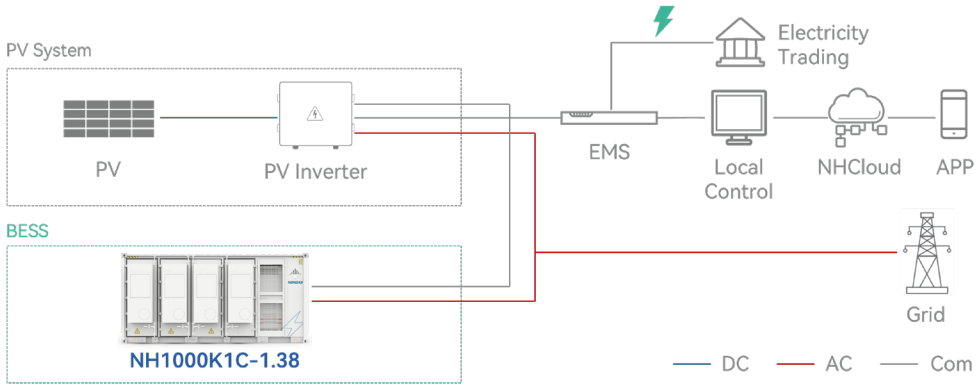 PV System
PV
PV Inverter
EMS
Electricity
Trading
Local
Control
NHCloud
APP
BESS
NH1000K1C-1.38
Grid
DC
AC
Com